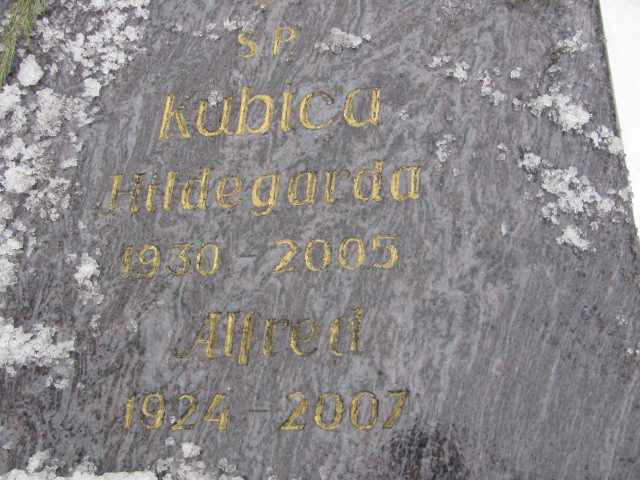 S.P.
Kubica
Hildegarda
1930 - 2005
Alfred
1924 - 2007